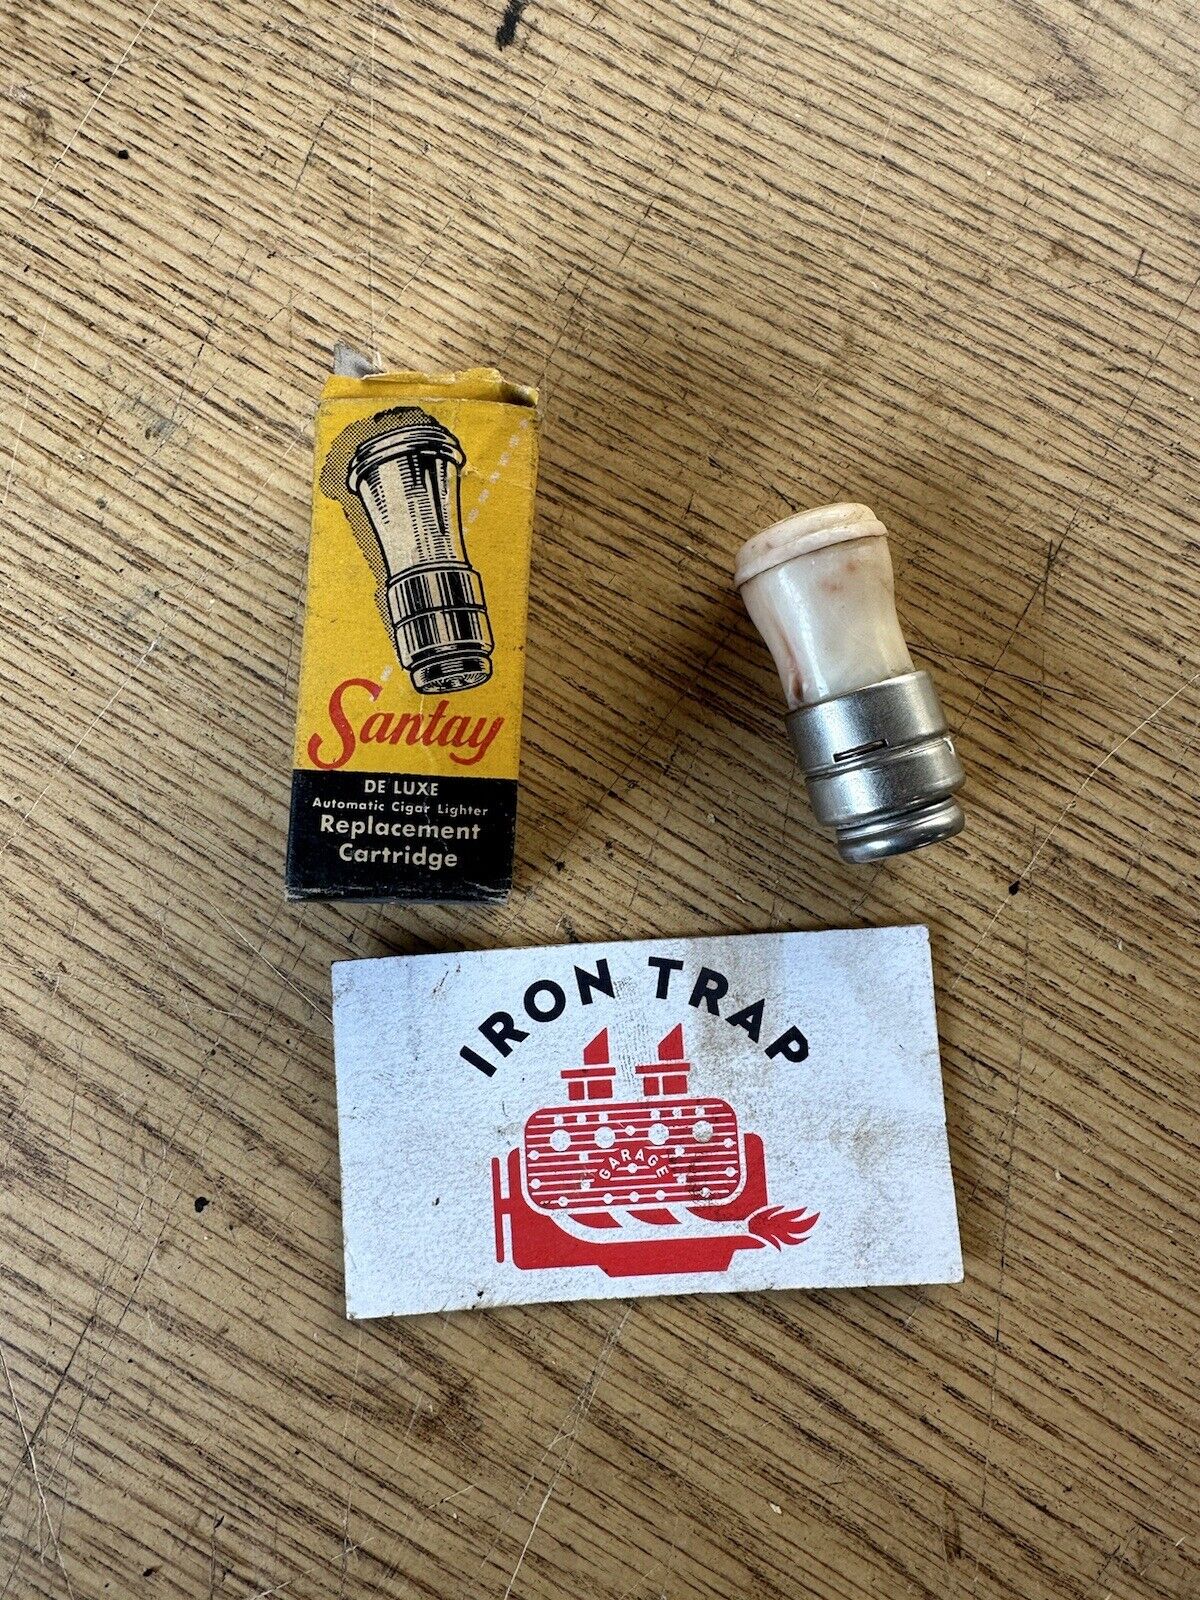 Santay
DE LUXE
Automatic Cigar Lighter
Replacement
Cartridge
IRON TRAP
GARAGE